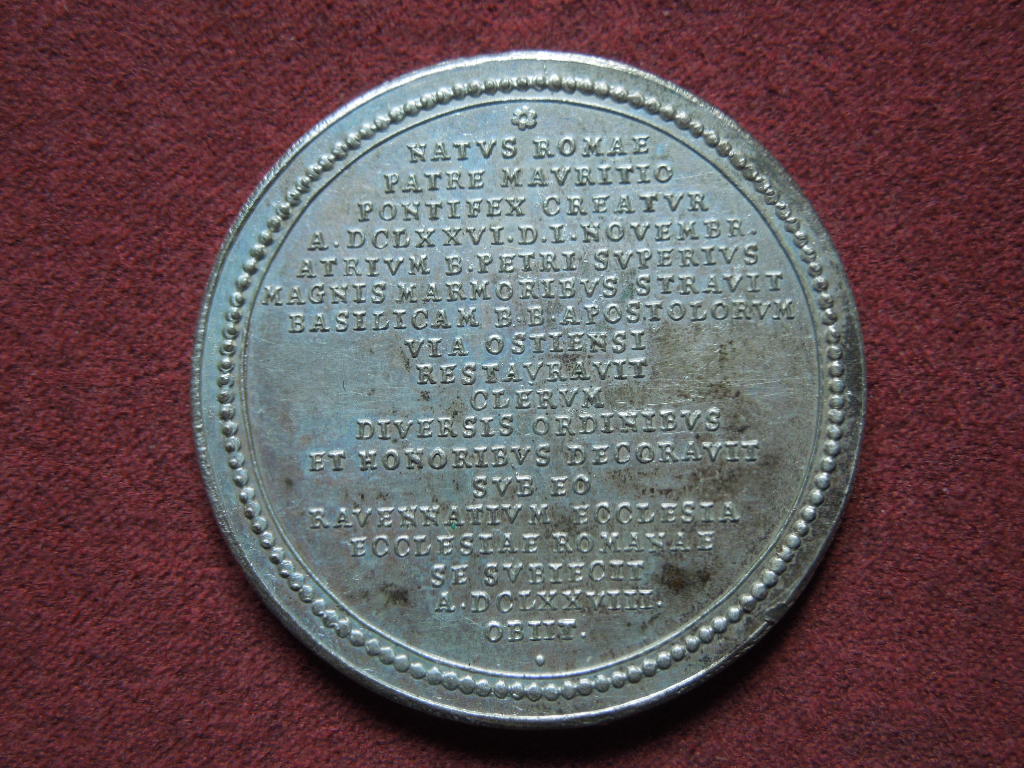 NATVS ROMAE
PATRE MAVRITIO
PONTIFEX CREATVR
A. DCLXXVI. D. I. NOVEMBR.
ATRIVM B. PETRI SVPERIVS
MAGNIS MARMORIBVS STRAVIT
BASILICAM B. B. APOSTOLORVM
VIA OSTIENSI
RESTAVRAVIT
CLERVM
DIVERSIS ORDINIBVS
ET HONORIBVS DECORAVIT
SVB EO
RAVENNATIVM ECCLESIA
ECCLESIAE ROMANAE
SE SVBIECIT
A. DCLXXVIII.
OBIIT.